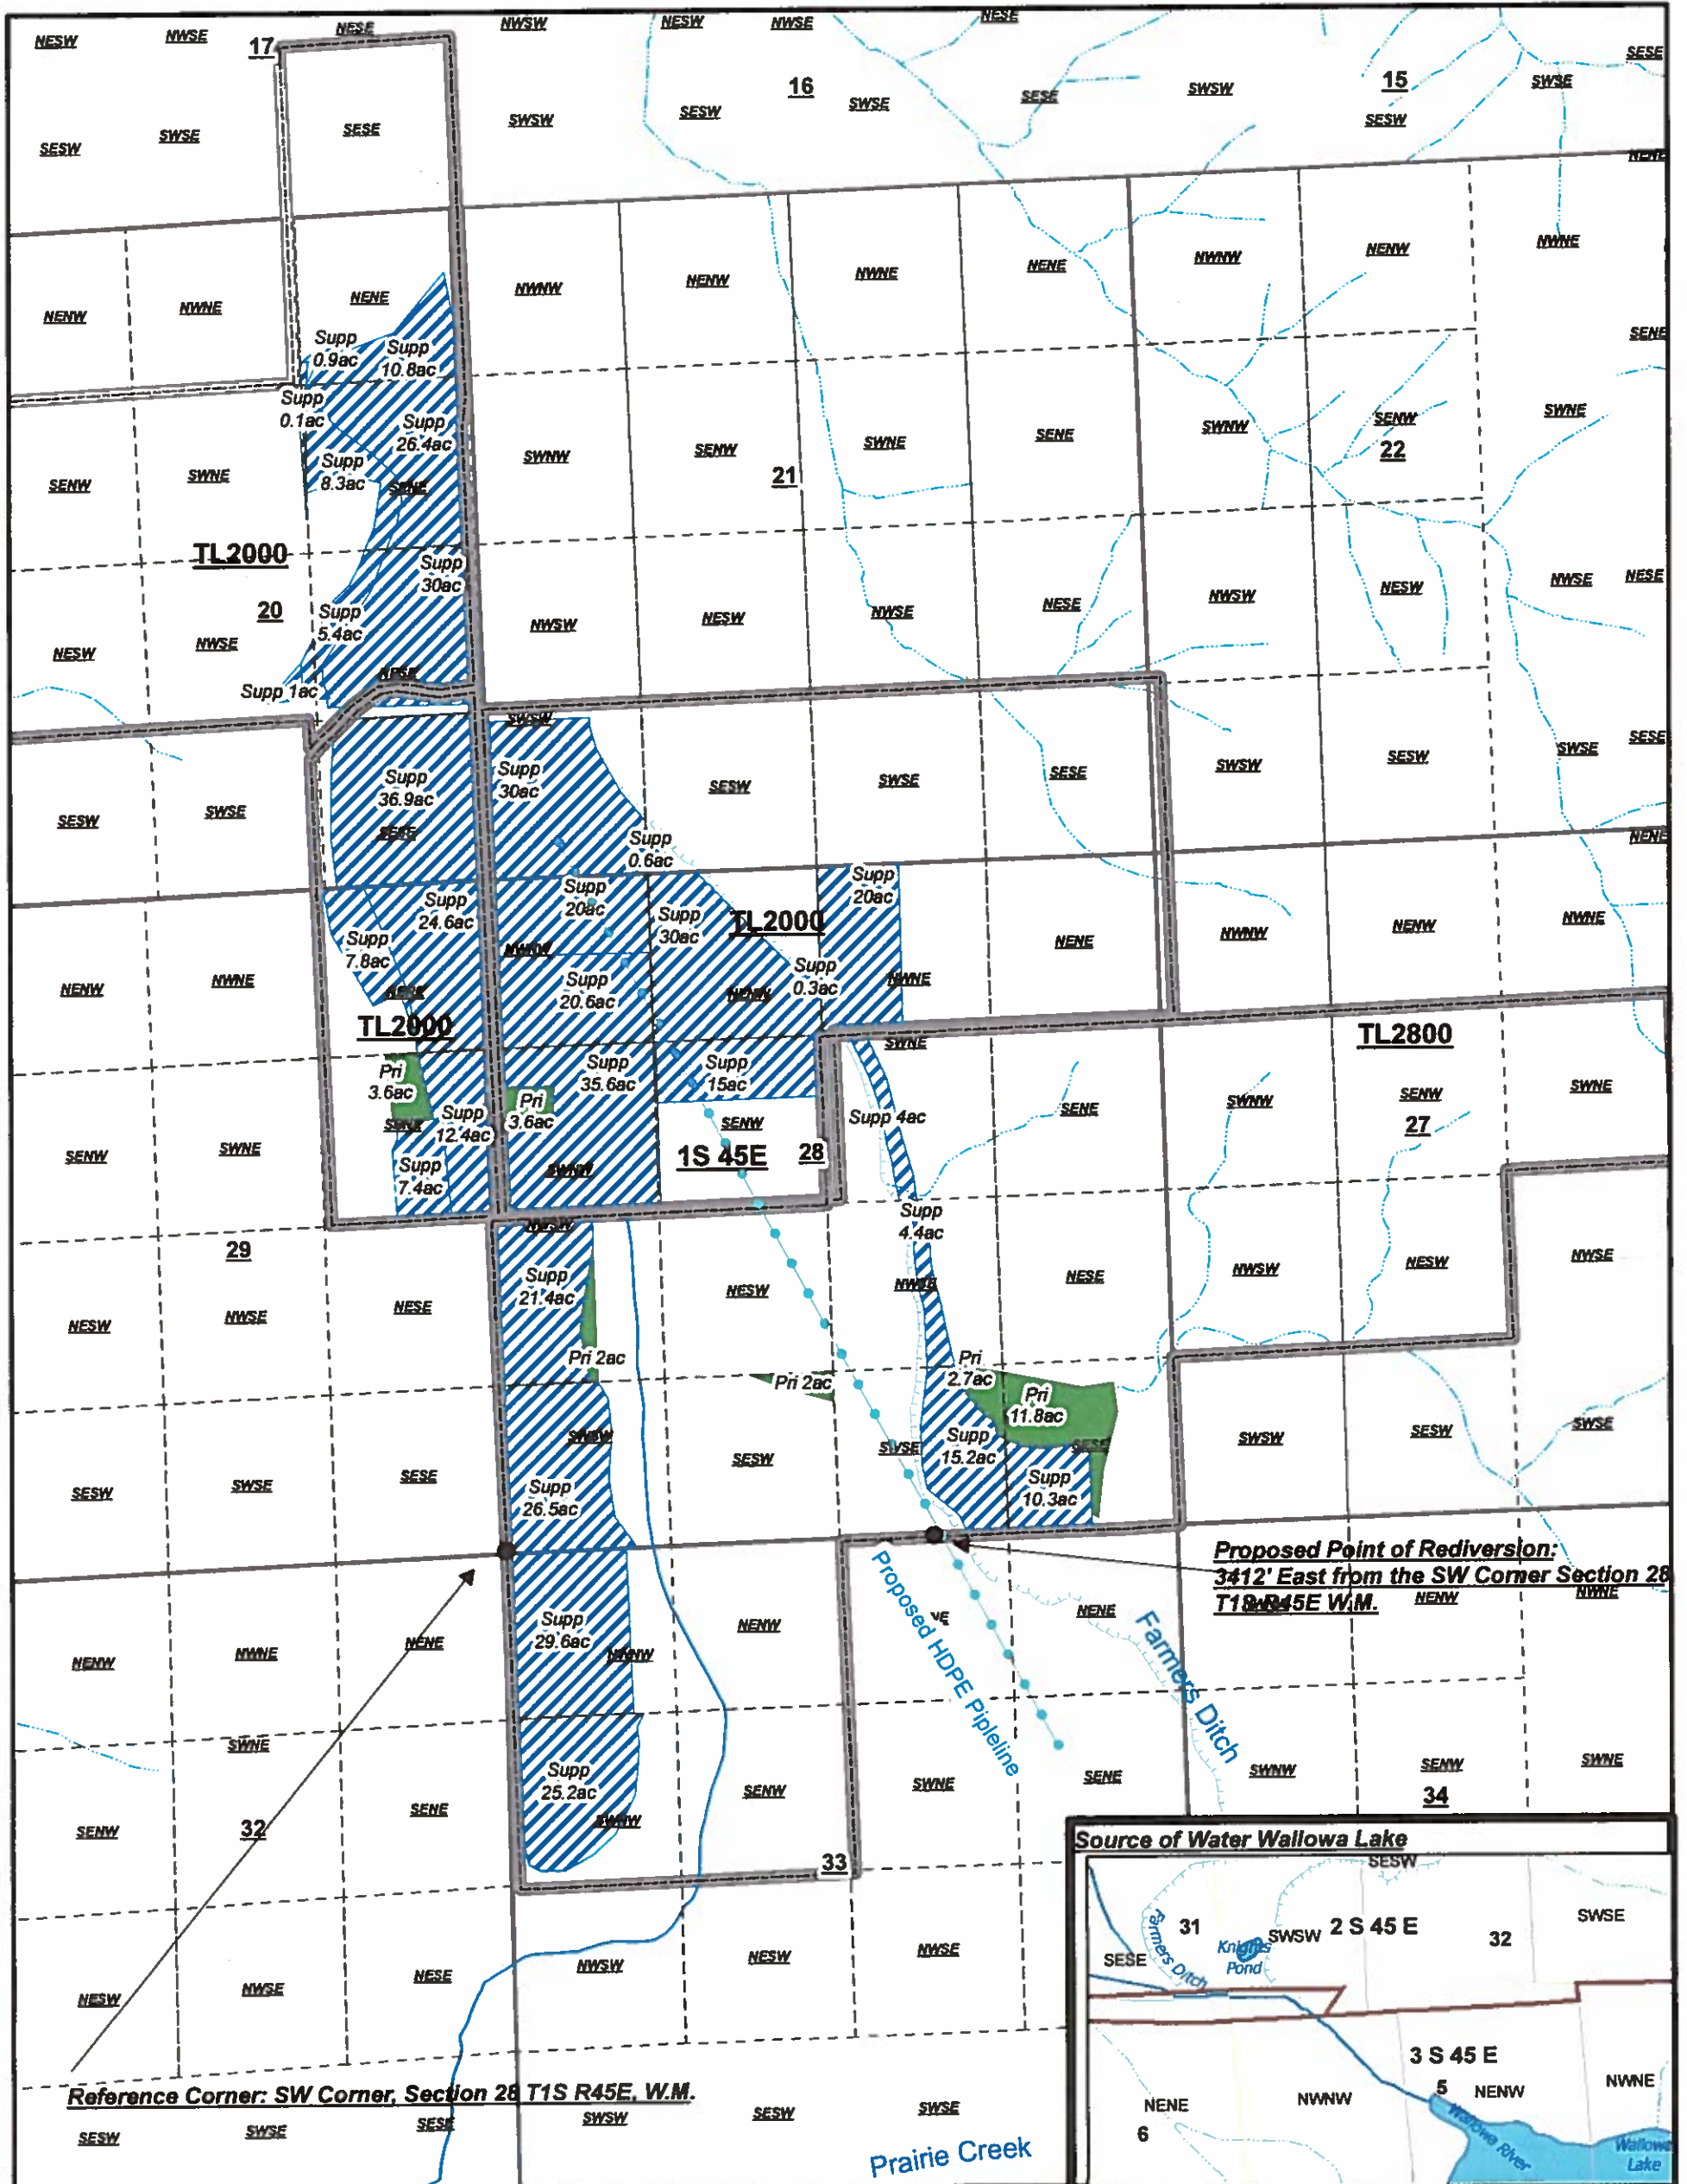 NESW NWSE 17 NESE NWSW NESW NWSE NESE
SESE
16 15
SESW SWSE SESE SWSW SESW SWSE SESE SWSW SESW SWSE
NENE
NENW NWNE NENE NWNW NENW NWNE NENE NWNW NENW NWNE
SENE
Supp
0.9ac
Supp
10.8ac
Supp
0.1ac
Supp
26.4ac
Supp
8.3ac
SENW SWNE SENE SWNW SENW SWNE SENE SWNW SENW SWNE
21
22
TL2000
20
Supp
30ac
Supp
5.4ac
NESW NWSE NESE NWSW NESW NWSE NESE NWSW NESW NWSE NESE
Supp 1ac
SWSW
Supp
36.9ac
Supp
30ac
SESW SWSE SESE SESW SWSE SESE SWSW SESW SWSE SESE
Supp
0.6ac
NENE
Supp
24.6ac
Supp
20ac
Supp
30ac
TL2000
Supp
20ac
Supp
7.8ac
NWNW
Supp
20.6ac
Supp
0.3ac
NENW NWNE NENE NENW NWNE NENE NWNW NENW NWNE
TL2000
TL2800
Pri
3.6ac
Supp
12.4ac
Pri
3.6ac
Supp
35.6ac
Supp
15ac
SWNE
Supp 4ac
SENW SWNE SENE SWNW SENW SENE SWNW SENW SWNE
27
Supp
7.4ac
1S 45E 28
29
NWSW
Supp
21.4ac
Supp
4.4ac
NESW NWSE NESE NESW NWSE NESE NWSW NESW NWSE
Pri 2ac
Pri 2ac
Pri
2.7ac
Pri
11.8ac
SESW SWSE SESE SWSW SESW SWSE SESE SWSW SESW SWSE
Supp
26.5ac
Supp
15.2ac
Supp
10.3ac
Proposed Point of Rediversion:
3412' East from the SW Corner Section 28
T1S R45E W.M.
Supp
29.6ac
NENW NWNE NENE NWNW NENW NENE NENW NWNE
Proposed HDPE Pipleline
Farmers Ditch
Supp
25.2ac
SENW SWNE SENE SWNW SENW SWNE SENE SWNW SENW SWNE
32
33
34
NESW NWSE NESE NWSW NESW NWSE
Reference Corner: SW Corner, Section 28 T1S R45E, W.M.
SESW SWSE SESE SWSW SESW SWSE
Prairie Creek
Source of Water Wallowa Lake
SESW
31 SWSW 2 S 45 E 32 SWSE
SESE
Farmers Ditch
Knights
Pond
3 S 45 E
5
NENE NWNW NENW NWNE
6
Wallowa River
Wallowa
Lake